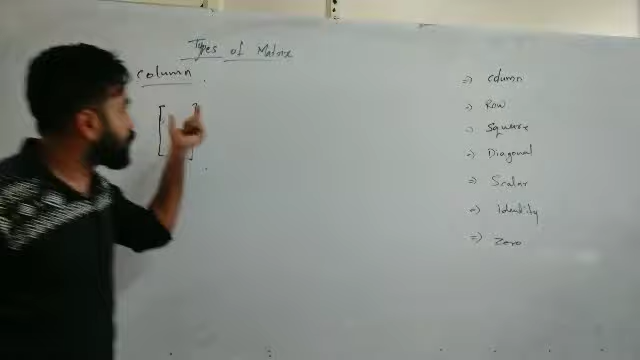 Types of Matrix
column
=> column
=> Row
=> Square
=> Diagonal
=> Scalar
=> identity
=> zero